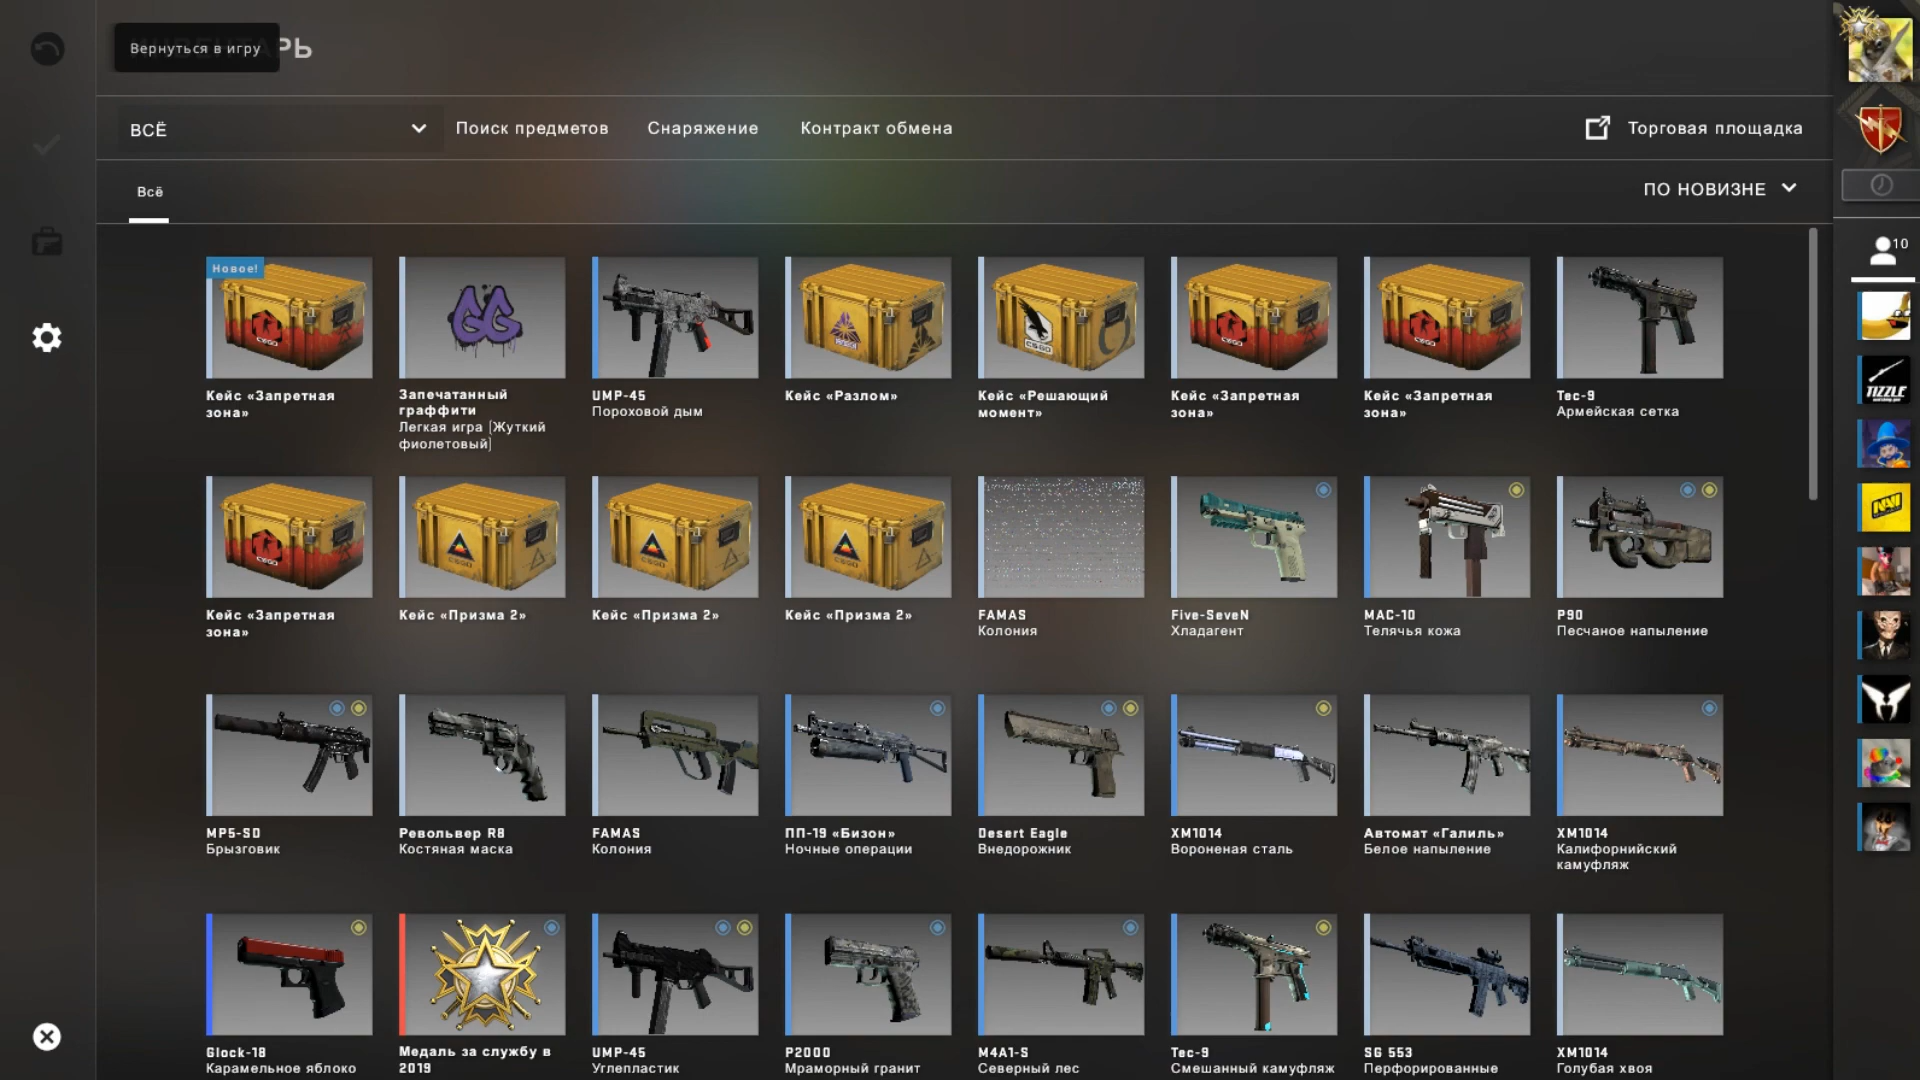 Вернуться в игру
РЬ
ВСЁ
Поиск предметов
Снаряжение
Контракт обмена
Торговая площадка
Всё
ПО НОВИЗНЕ
10
Новое!
Кейс «Запретная
зона»
Запечатанный
граффити
Легкая игра (Жуткий
фиолетовый)
UMP-45
Пороховой дым
Кейс «Разлом»
Кейс «Решающий
момент»
Кейс «Запретная
зона»
Кейс «Запретная
зона»
Tec-9
Армейская сетка
Кейс «Запретная
зона»
Кейс «Призма 2»
Кейс «Призма 2»
Кейс «Призма 2»
FAMAS
Колония
Five-SeveN
Хладагент
MAC-10
Телячья кожа
P90
Песчаное напыление
MP5-SD
Брызговик
Револьвер R8
Костяная маска
FAMAS
Колония
ПП-19 «Бизон»
Ночные операции
Desert Eagle
Внедорожник
XM1014
Вороненая сталь
Автомат «Галиль»
Белое напыление
XM1014
Калифорнийский
камуфляж
Glock-18
Карамельное яблоко
Медаль за службу в
2019
UMP-45
Углепластик
P2000
Мраморный гранит
M4A1-S
Северный лес
Tec-9
Смешанный камуфляж
SG 553
Перфорированные
XM1014
Голубая хвоя
TIZZLE
NAVI